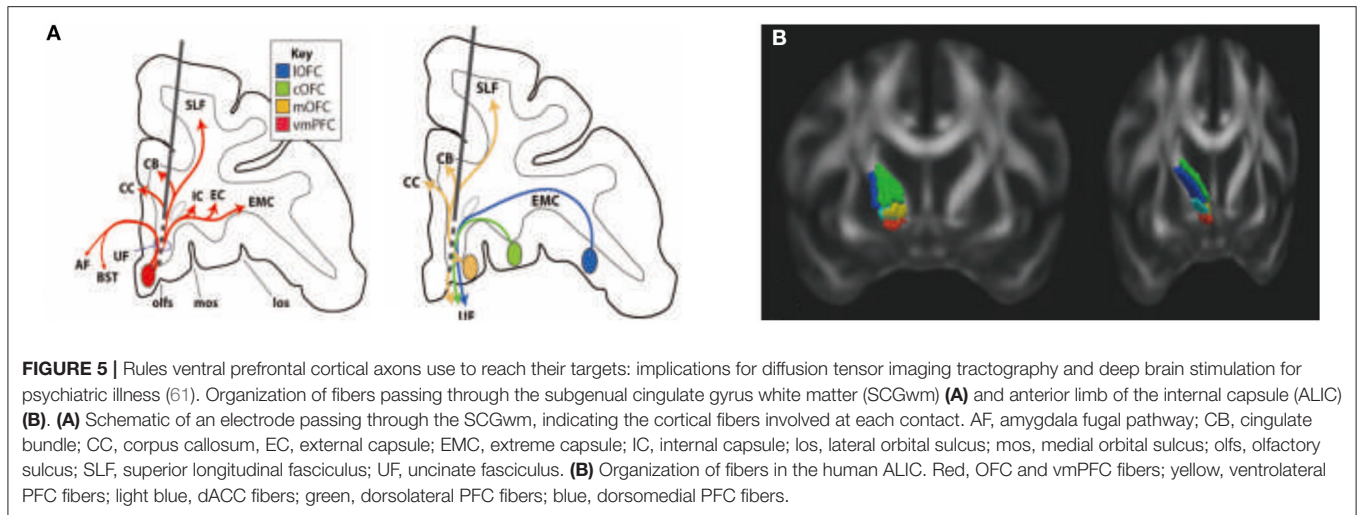 A
Key
lOFC
cOFC
mOFC
vmPFC
SLF
CB
CC
IC
EC
EMC
UF
AF
BST
olfs
mos
los
SLF
CB
CC
EMC
UF
B
FIGURE 5 | Rules ventral prefrontal cortical axons use to reach their targets: implications for diffusion tensor imaging tractography and deep brain stimulation for
psychiatric illness (61). Organization of fibers passing through the subgenual cingulate gyrus white matter (SCGwm) (A) and anterior limb of the internal capsule (ALIC)
(B). (A) Schematic of an electrode passing through the SCGwm, indicating the cortical fibers involved at each contact. AF, amygdala fugal pathway; CB, cingulate
bundle; CC, corpus callosum, EC, external capsule; EMC, extreme capsule; IC, internal capsule; los, lateral orbital sulcus; mos, medial orbital sulcus; olfs, olfactory
sulcus; SLF, superior longitudinal fasciculus; UF, uncinate fasciculus. (B) Organization of fibers in the human ALIC. Red, OFC and vmPFC fibers; yellow, ventrolateral
PFC fibers; light blue, dACC fibers; green, dorsolateral PFC fibers; blue, dorsomedial PFC fibers.